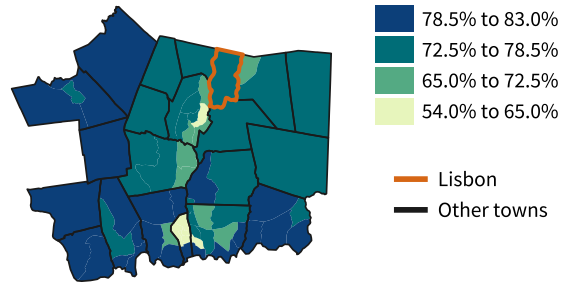 78.5% to 83.0%
72.5% to 78.5%
65.0% to 72.5%
54.0% to 65.0%
Lisbon
Other towns